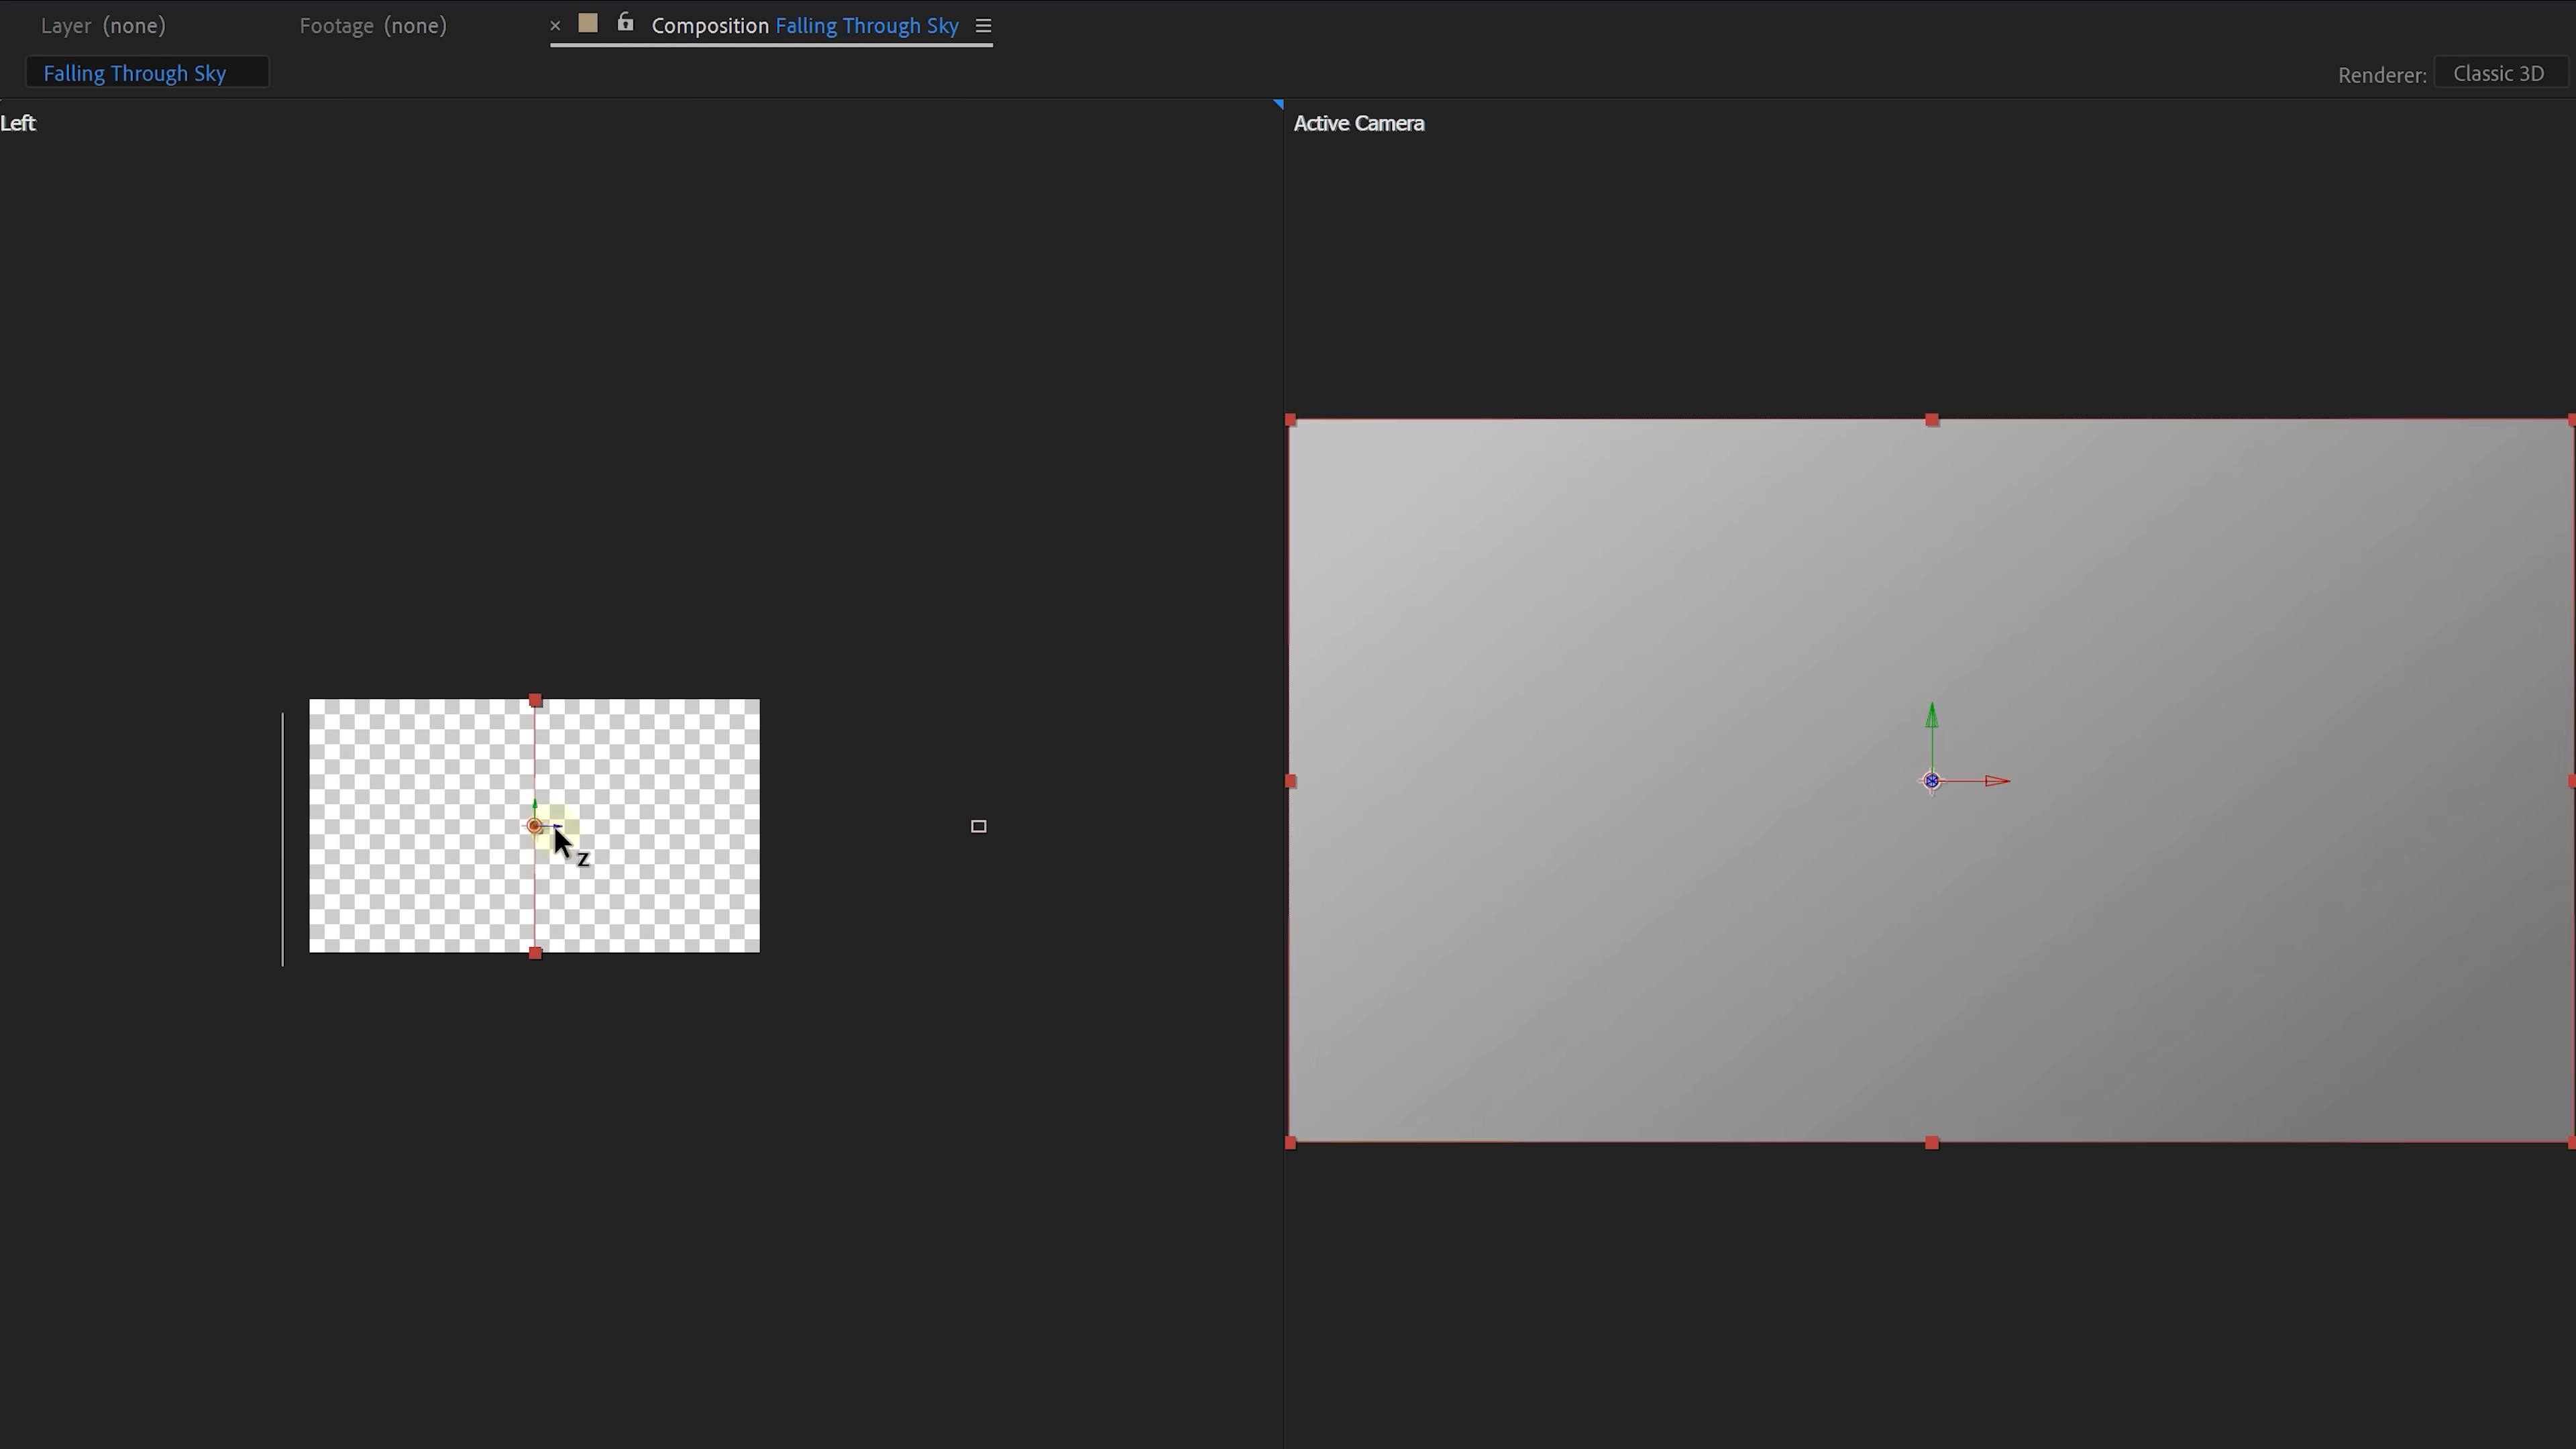 Layer (none) Footage (none) × Composition Falling Through Sky ≡
Falling Through Sky Renderer: Classic 3D
Left Active Camera
z